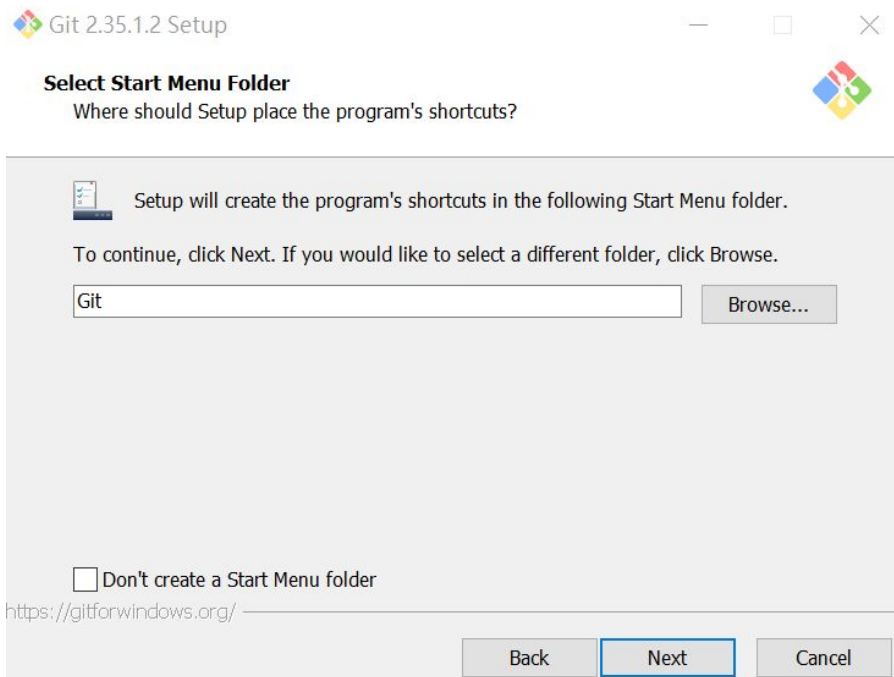 Git 2.35.1.2 Setup
Select Start Menu Folder
Where should Setup place the program's shortcuts?
Setup will create the program's shortcuts in the following Start Menu folder.
To continue, click Next. If you would like to select a different folder, click Browse.
Git
Browse...
Don't create a Start Menu folder
https://gitforwindows.org/
Back
Next
Cancel